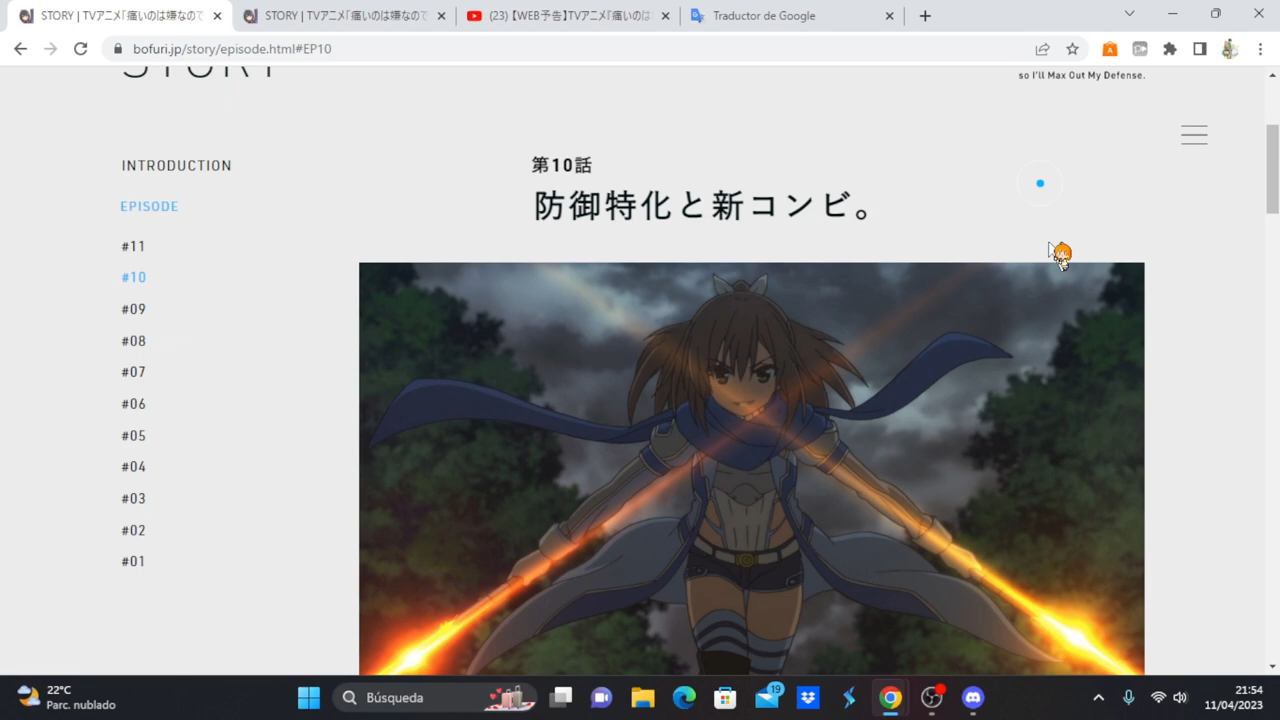 STORY | TVアニメ「痛いのは嫌なので
STORY | TVアニメ「痛いのは嫌なので
(23) 【WEB予告】TVアニメ「痛いのは
Traductor de Google
bofuri.jp/story/episode.html#EP10
STORY
so I'll Max Out My Defense.
INTRODUCTION
EPISODE
#11
#10
#09
#08
#07
#06
#05
#04
#03
#02
#01
第10話
防御特化と新コンビ。
22°C
Parc. nublado
Búsqueda
19
21:54
11/04/2023